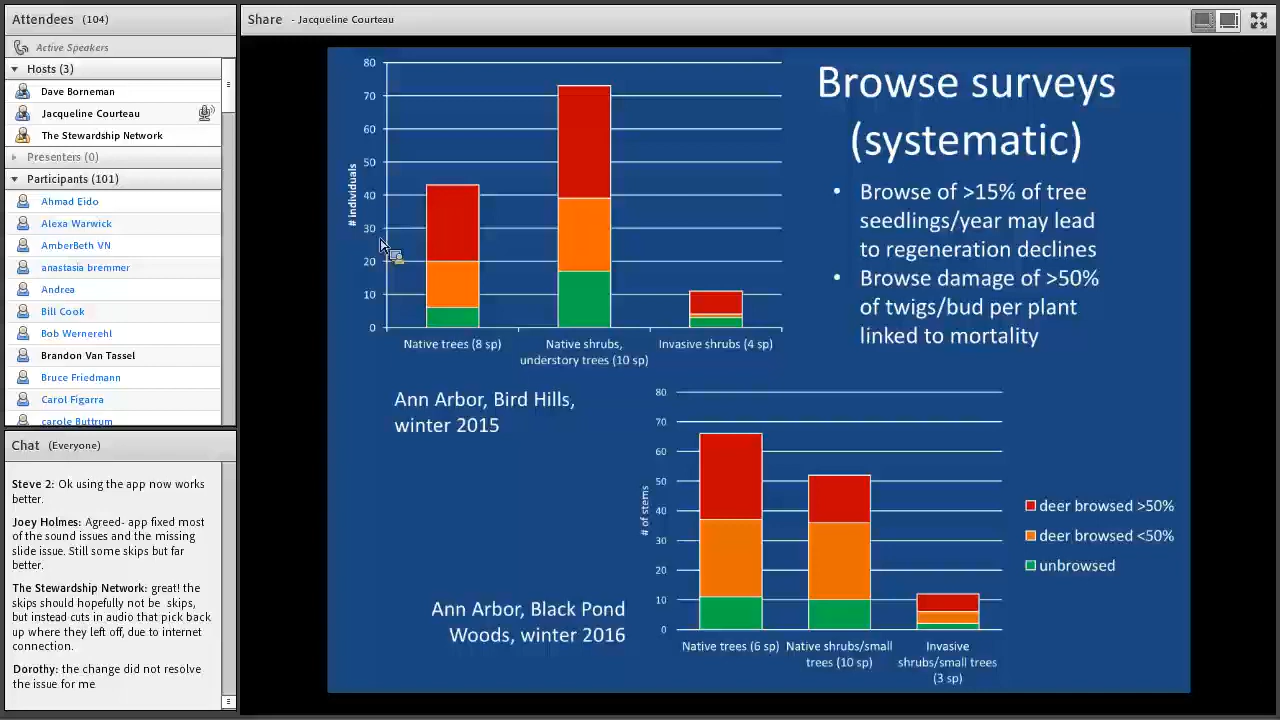 Attendees (104)
Active Speakers
Hosts (3)
Dave Borneman
Jacqueline Courteau
The Stewardship Network
Presenters (0)
Participants (101)
Ahmad Eido
Alexa Warwick
AmberBeth VN
anastasia bremmer
Andrea
Bill Cook
Bob Wernerehl
Brandon Van Tassel
Bruce Friedmann
Carol Figarra
carole Buttrum
Chat (Everyone)
Steve 2: Ok using the app now works
better.
Joey Holmes: Agreed- app fixed most
of the sound issues and the missing
slide issue. Still some skips but far
better.
The Stewardship Network: great! the
skips should hopefully not be skips,
but instead cuts in audio that pick back
up where they left off, due to internet
connection.
Dorothy: the change did not resolve
the issue for me
Share - Jacqueline Courteau
Browse surveys
(systematic)
• Browse of >15% of tree
seedlings/year may lead
to regeneration declines
• Browse damage of >50%
of twigs/bud per plant
linked to mortality
# individuals
80
70
60
50
40
30
20
10
0
Native trees (8 sp)
Native shrubs,
understory trees (10 sp)
Invasive shrubs (4 sp)
Ann Arbor, Bird Hills,
winter 2015
# of stems
80
70
60
50
40
30
20
10
0
Native trees (6 sp)
Native shrubs/small
trees (10 sp)
Invasive
shrubs/small trees
(3 sp)
deer browsed >50%
deer browsed <50%
unbrowsed
Ann Arbor, Black Pond
Woods, winter 2016